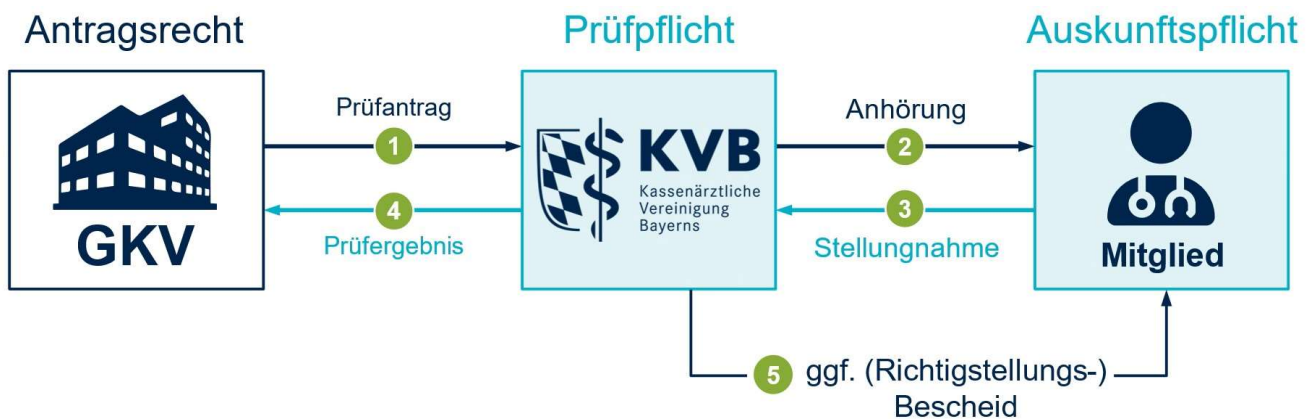 Antragsrecht
Prüfpflicht
Auskunftspflicht
Prüfantrag
1
4
Prüfergebnis
GKV
KVB
Kassenärztliche
Vereinigung
Bayerns
Anhörung
2
3
Stellungnahme
Mitglied
5 ggf. (Richtigstellungs-)
Bescheid